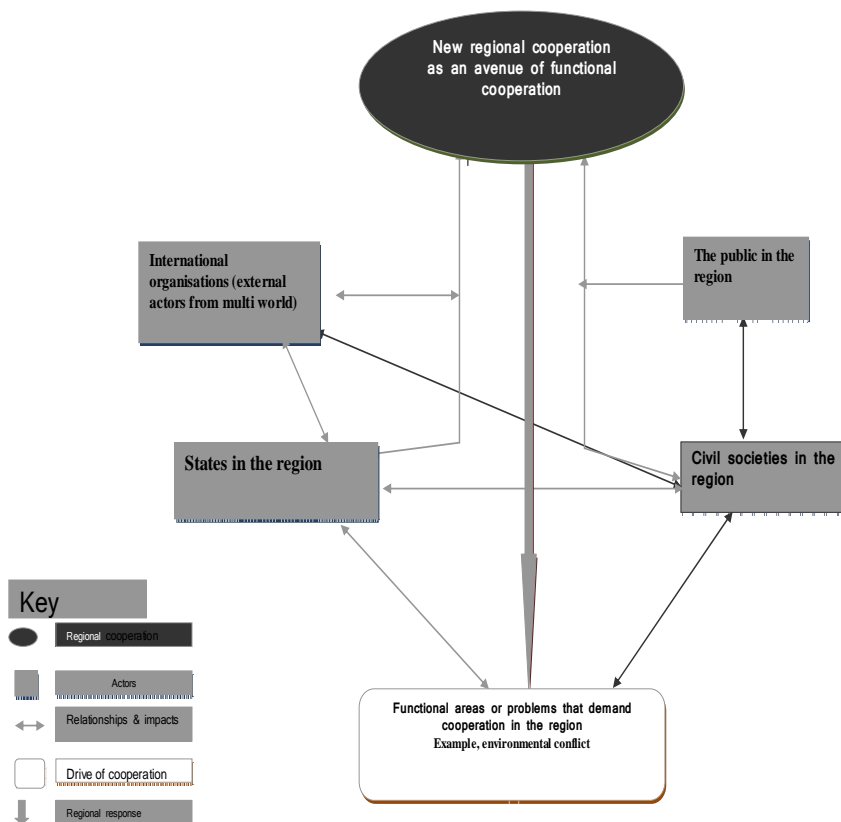 New regional cooperation
as an avenue of functional
cooperation
International
organisations (external
actors from multi world)
The public in the
region
States in the region
Civil societies in the
region
Key
Regional cooperation
Actors
Relationships & impacts
Drive of cooperation
Regional response
Functional areas or problems that demand
cooperation in the region
Example, environmental conflict